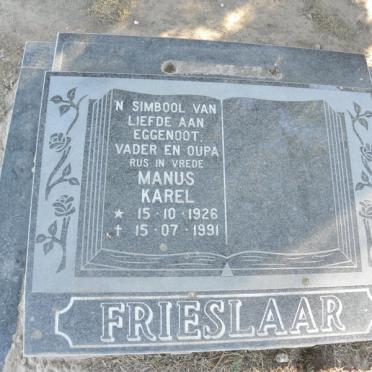 'N SIMBOOL VAN
LIEFDE AAN
EGGENOOT,
VADER EN OUPA
RUS IN VREDE
MANUS
KAREL
★ 15·10·1926
✝ 15·07·1991
FRIESLAAR